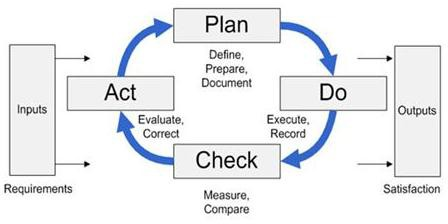 Plan
Define,
Prepare,
Document
Inputs
Act
Do
Outputs
Evaluate,
Correct
Execute,
Record
Check
Requirements
Satisfaction
Measure,
Compare